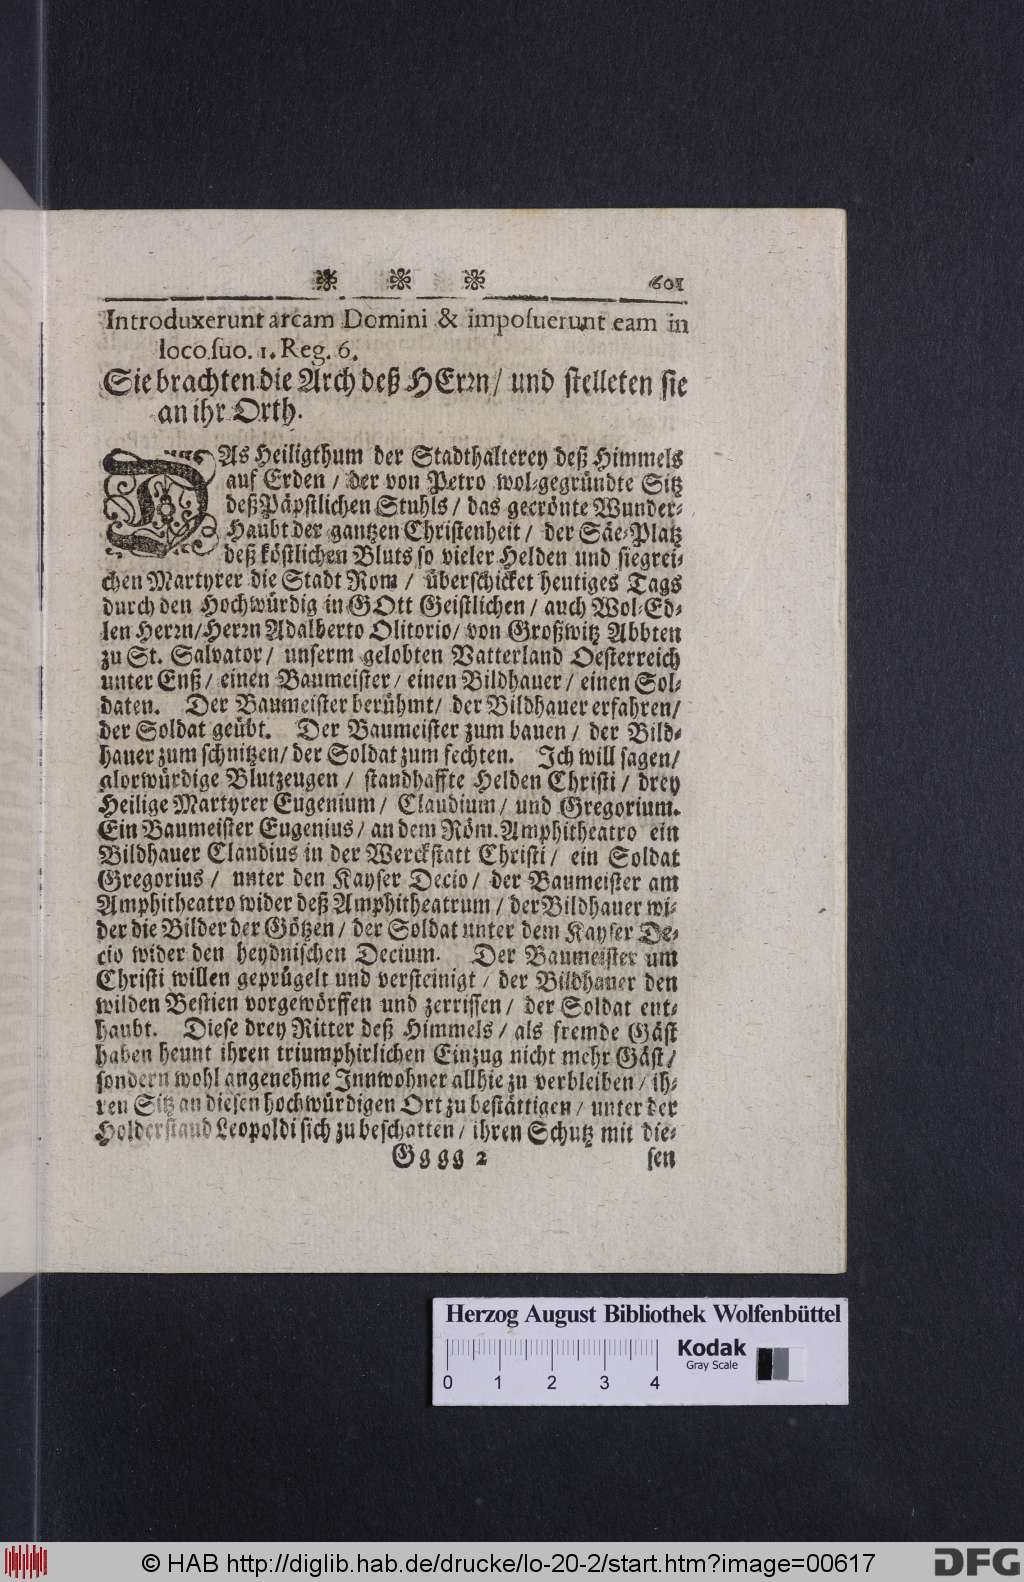 601
Introduxerunt arcam Domini & imposuerunt eam in
loco suo. 1. Reg. 6.
Sie brachten die Arch deß HErrn / und stelleten sie
an ihr Orth.
DAs Heiligthum der Stadthalterey deß Himmels
auf Erden / der von Petro wol-gegründte Sitz
deß Päpstlichen Stuhls / das gecrönte Wunder-
Haubt der gantzen Christenheit / der Säe-Platz
deß köstlichen Bluts so vieler Helden und siegrei-
chen Martyrer die Stadt Rom / überschicket heutiges Tags
durch den Hochwürdig in GOtt Geistlichen / auch Wol-Ed-
len Herrn / Herrn Adalberto Olitorio / von Großwitz Abbten
zu St. Salvator / unserm gelobten Vatterland Oesterreich
unter Enß / einen Baumeister / einen Bildhauer / einen Sol-
daten. Der Baumeister berühmt / der Bildhauer erfahren /
der Soldat geübt. Der Baumeister zum bauen / der Bild-
hauer zum schnitzen / der Soldat zum fechten. Ich will sagen /
glorwürdige Blutzeugen / standhaffte Helden Christi / drey
Heilige Martyrer Eugenium / Claudium / und Gregorium.
Ein Baumeister Eugenius / an dem Röm. Amphitheatro ein
Bildhauer Claudius in der Werckstatt Christi / ein Soldat
Gregorius / unter den Kayser Decio / der Baumeister am
Amphitheatro wider deß Amphitheatrum / der Bildhauer wi-
der die Bilder der Götzen / der Soldat unter dem Kayser De-
cio wider den heydnischen Decium. Der Baumeister um
Christi willen geprügelt und versteinigt / der Bildhauer den
wilden Bestien vorgeworffen und zerrissen / der Soldat ent-
haubt. Diese drey Ritter deß Himmels / als fremde Gäst
haben heunt ihren triumphirlichen Einzug nicht mehr Gäst /
sondern wohl angenehme Innwohner allhie zu verbleiben / ih-
ren Sitz an diesen hochwürdigen Ort zu bestättigen / unter der
Holderstaud Leopoldi sich zu beschatten / ihren Schutz mit die-
Gggg 2 sen
Herzog August Bibliothek Wolfenbüttel
Kodak
Gray Scale
0 1 2 3 4
© HAB http://diglib.hab.de/drucke/lo-20-2/start.htm?image=00617
DFG